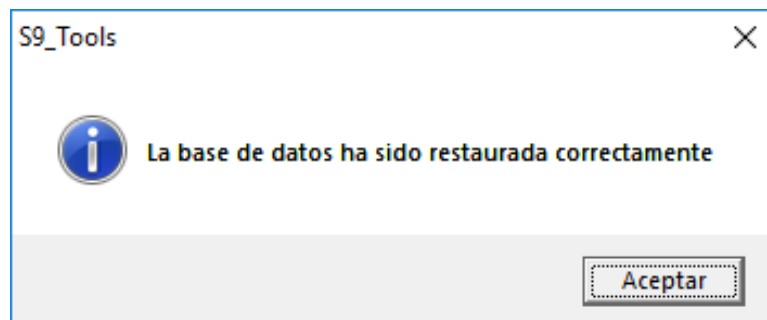 S9_Tools
La base de datos ha sido restaurada correctamente
Aceptar